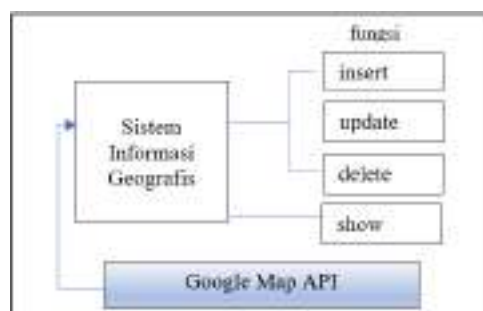 fungsi
insert
Sistem
Informasi
Geografis
update
delete
show
Google Map API